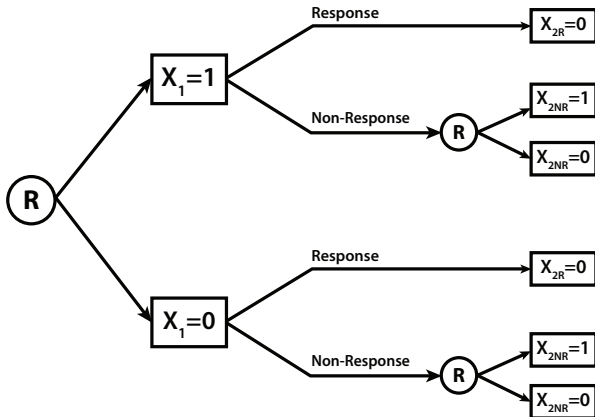 Response
X2R=0
X1=1
X2NR=1
Non-Response
R
X2NR=0
R
Response
X2R=0
X1=0
X2NR=1
Non-Response
R
X2NR=0